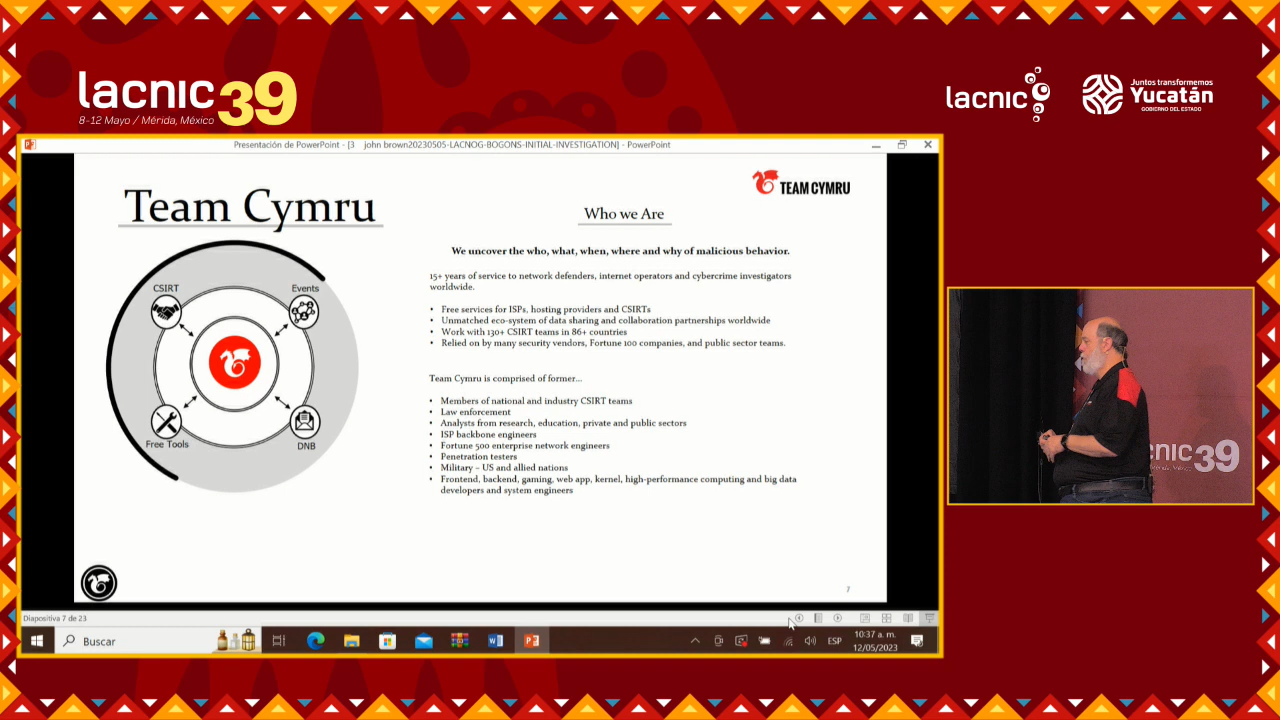 lacnic39
8-12 Mayo / Mérida, México
lacnic
Juntos transformemos
Yucatán
GOBIERNO DEL ESTADO
Presentación de PowerPoint - [3 john brown20230505-LACNOG-BOGONS-INITIAL-INVESTIGATION] - PowerPoint
Team Cymru
TEAM CYMRU
Who we Are
We uncover the who, what, when, where and why of malicious behavior.
15+ years of service to network defenders, internet operators and cybercrime investigators
worldwide.
• Free services for ISPs, hosting providers and CSIRTs
• Unmatched eco-system of data sharing and collaboration partnerships worldwide
• Work with 130+ CSIRT teams in 86+ countries
• Relied on by many security vendors, Fortune 100 companies, and public sector teams.
Team Cymru is comprised of former...
• Members of national and industry CSIRT teams
• Law enforcement
• Analysts from research, education, private and public sectors
• ISP backbone engineers
• Fortune 500 enterprise network engineers
• Penetration testers
• Military – US and allied nations
• Frontend, backend, gaming, web app, kernel, high-performance computing and big data
developers and system engineers
CSIRT
Events
Free Tools
DNB
7
Diapositiva 7 de 23
Buscar
ESP
10:37 a. m.
12/05/2023
nic39